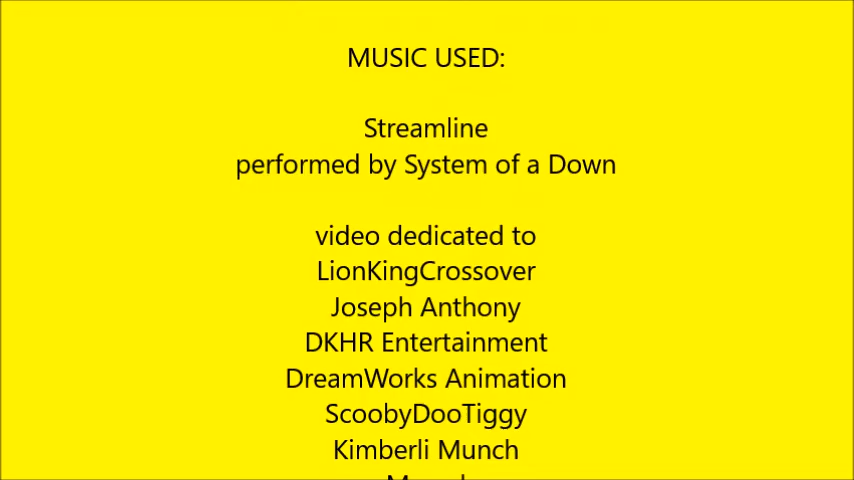 MUSIC USED:
Streamline
performed by System of a Down
video dedicated to
LionKingCrossover
Joseph Anthony
DKHR Entertainment
DreamWorks Animation
ScoobyDooTiggy
Kimberli Munch